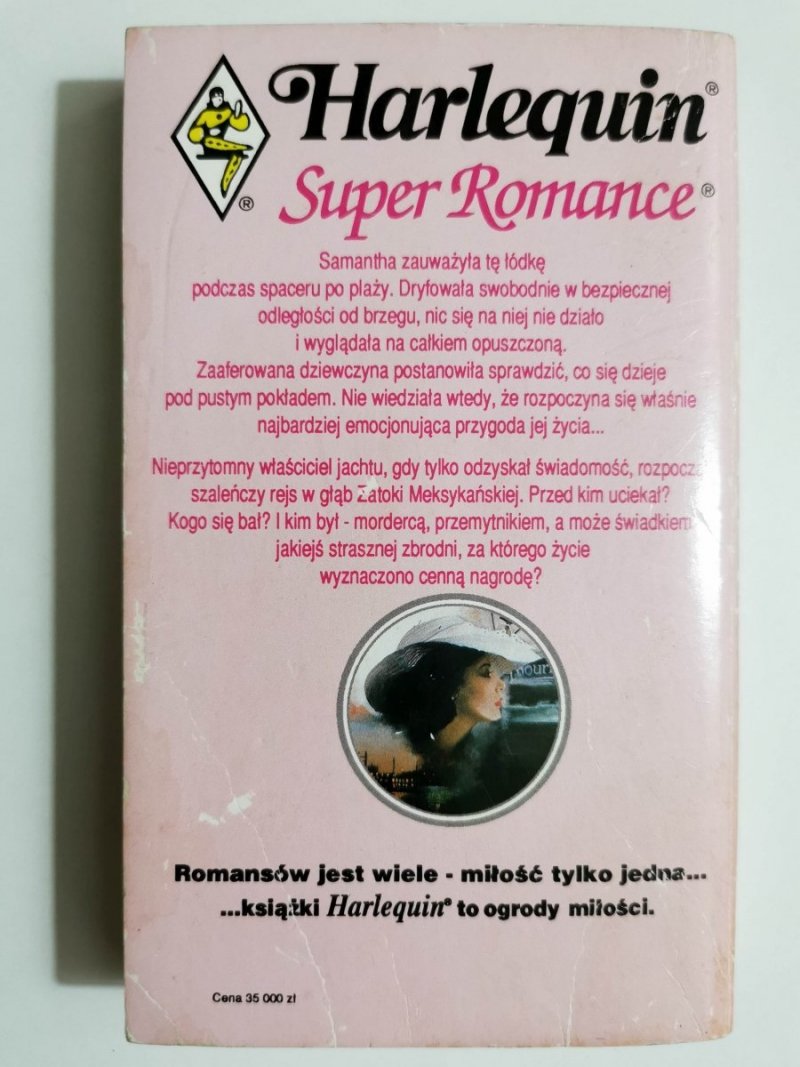 Harlequin®
®
Super Romance®
Samantha zauważyła tę łódkę
podczas spaceru po plaży. Dryfowała swobodnie w bezpiecznej
odległości od brzegu, nic się na niej nie działo
i wyglądała na całkiem opuszczoną.
Zaaferowana dziewczyna postanowiła sprawdzić, co się dzieje
pod pustym pokładem. Nie wiedziała wtedy, że rozpoczyna się właśnie
najbardziej emocjonująca przygoda jej życia...
Nieprzytomny właściciel jachtu, gdy tylko odzyskał świadomość, rozpoczą
szaleńczy rejs w głąb Zatoki Meksykańskiej. Przed kim uciekał?
Kogo się bał? I kim był - mordercą, przemytnikiem, a może świadkiem
jakiejś strasznej zbrodni, za którego życie
wyznaczono cenną nagrodę?
Romansów jest wiele - miłość tylko jedna...
...książki Harlequin® to ogrody miłości.
Cena 35 000 zł